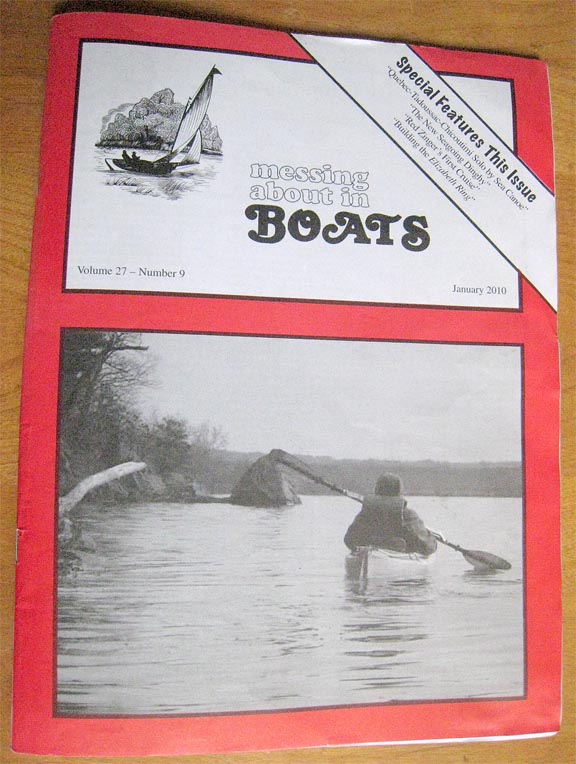 Special Features This Issue
"Quebec-Tadoussac-Chicoutimi Solo by Sea Canoe"
"The New Seagoing Dinghy"
"Red Zinger's First Cruise"
"Building the Elizabeth Ring"
messing
about in
BOATS
Volume 27 – Number 9
January 2010